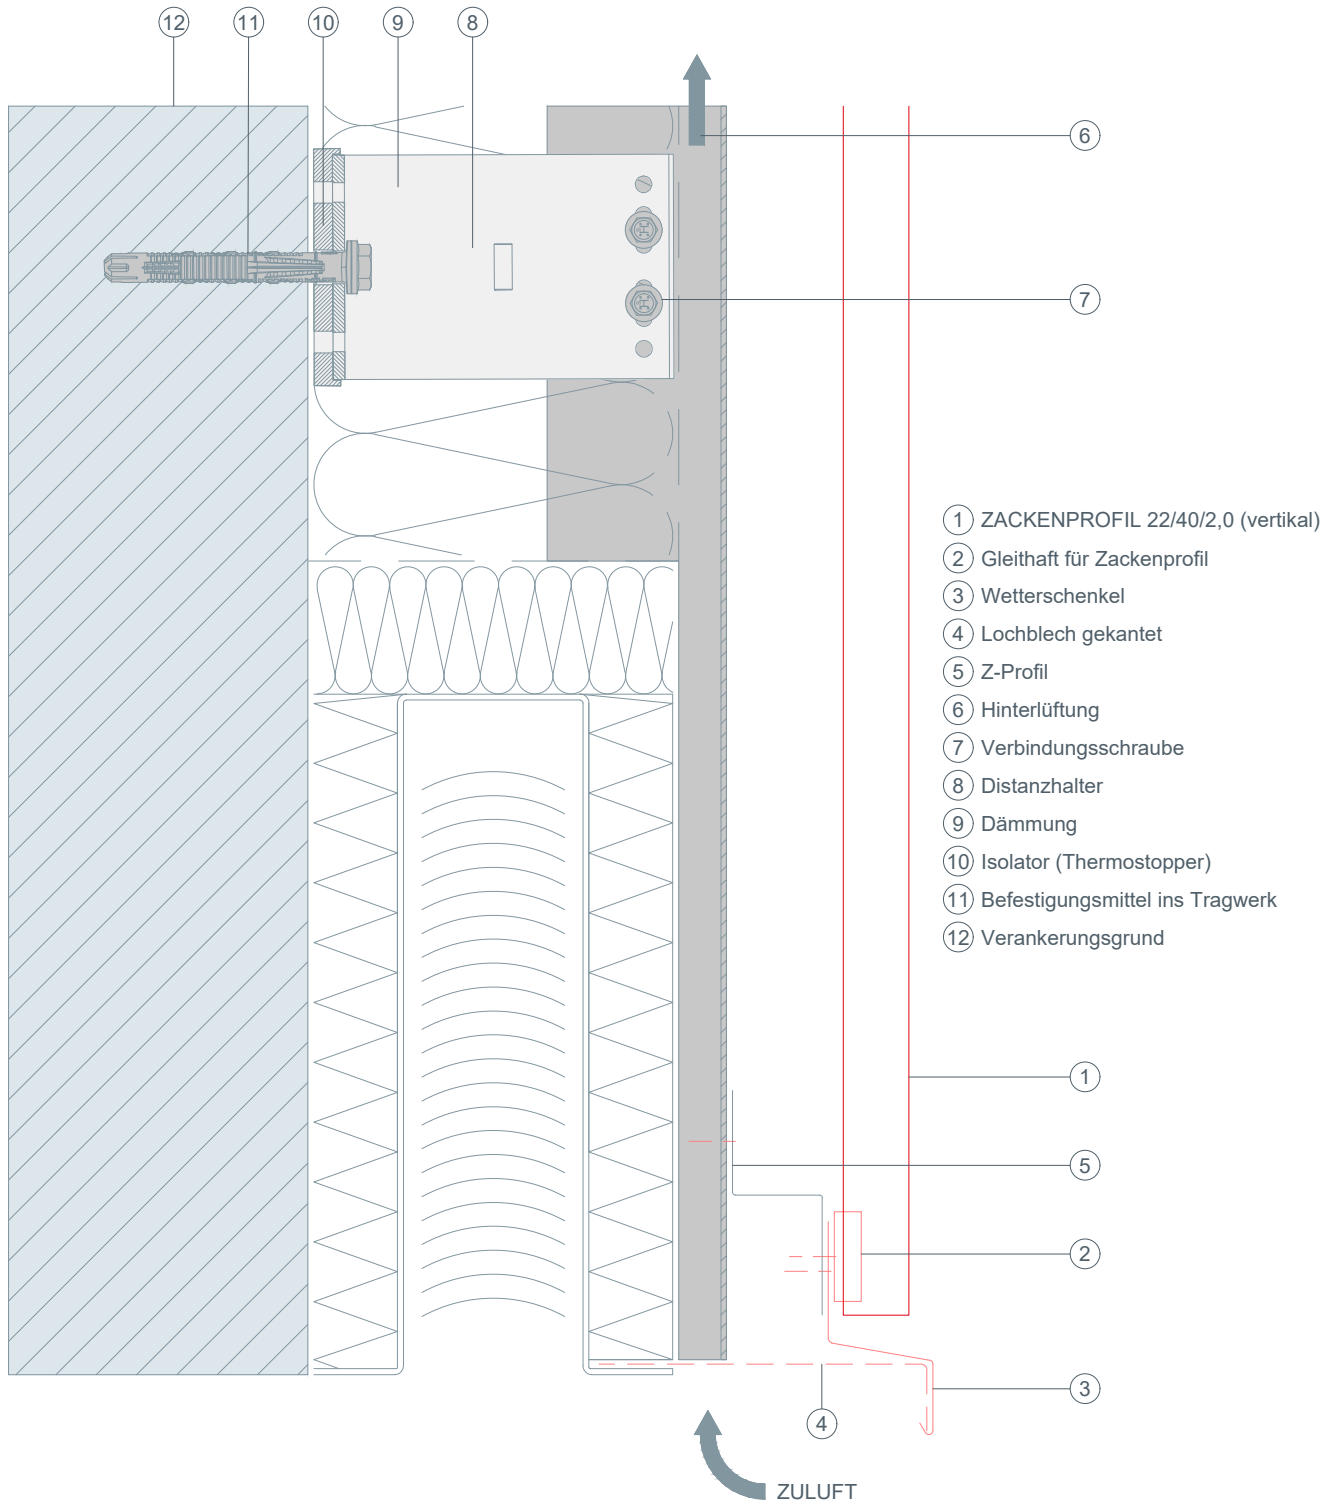 12 11 10 9 8
6
7
1 ZACKENPROFIL 22/40/2,0 (vertikal)
2 Gleithaft für Zackenprofil
3 Wetterschenkel
4 Lochblech gekantet
5 Z-Profil
6 Hinterlüftung
7 Verbindungsschraube
8 Distanzhalter
9 Dämmung
10 Isolator (Thermostopper)
11 Befestigungsmittel ins Tragwerk
12 Verankerungsgrund
1
5
2
3
4
ZULUFT